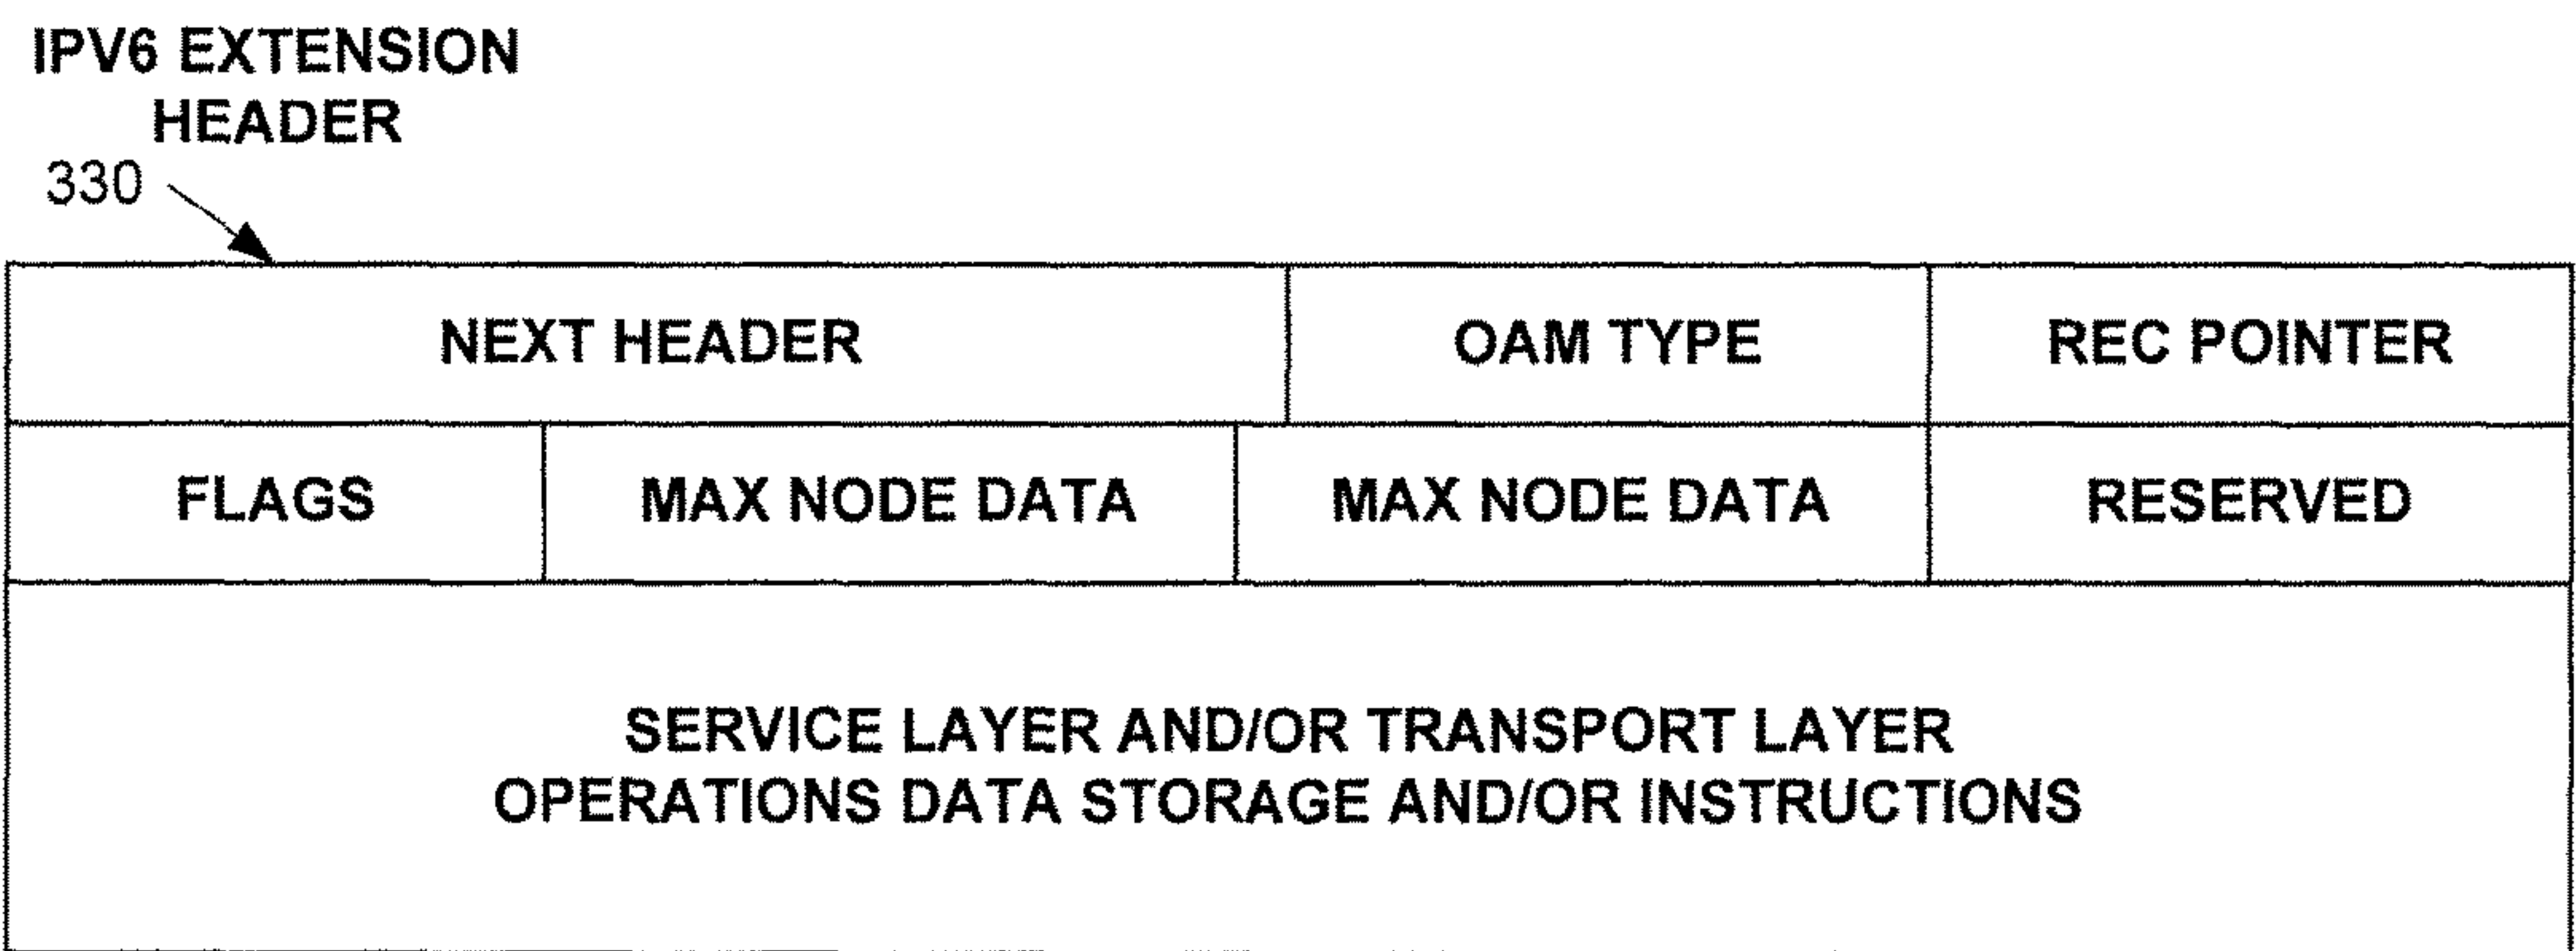 IPV6 EXTENSION
HEADER
330
NEXT HEADER OAM TYPE REC POINTER
FLAGS MAX NODE DATA MAX NODE DATA RESERVED
SERVICE LAYER AND/OR TRANSPORT LAYER
OPERATIONS DATA STORAGE AND/OR INSTRUCTIONS